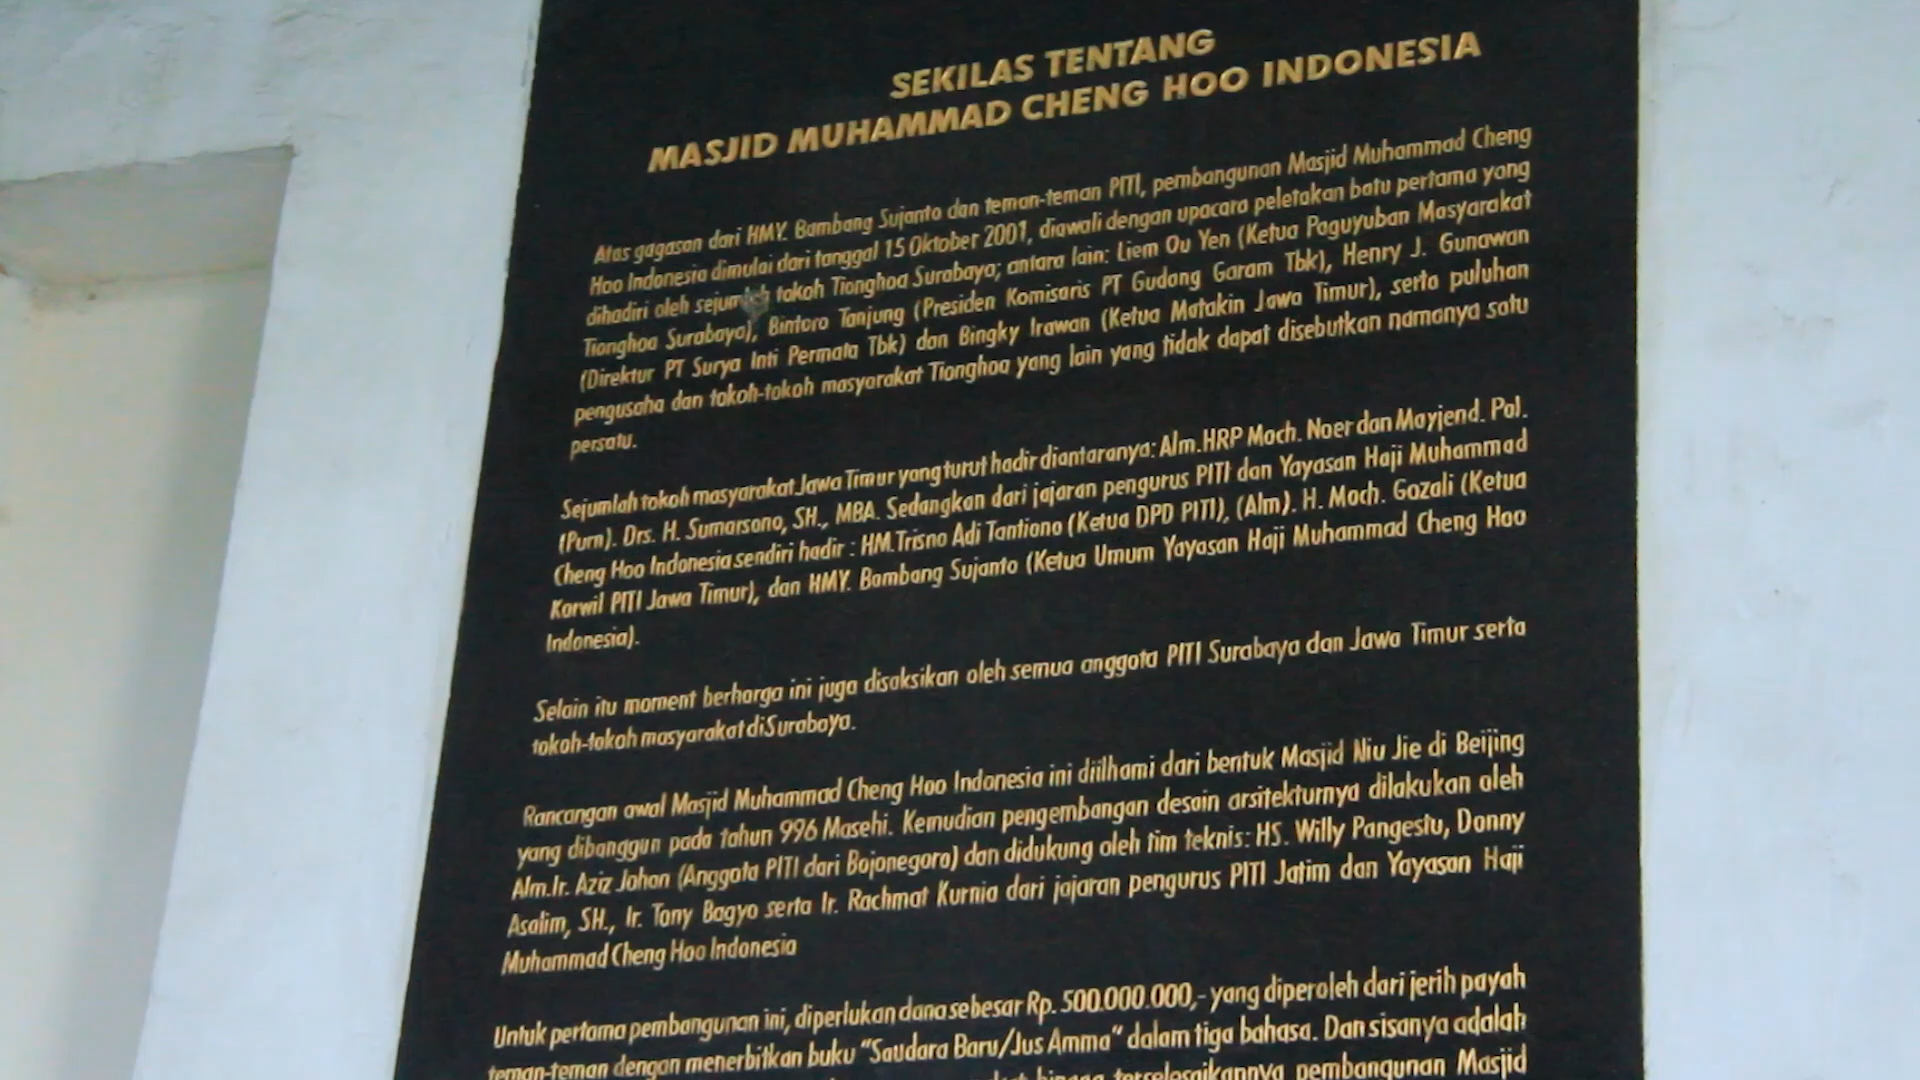 SEKILAS TENTANG
MASJID MUHAMMAD CHENG HOO INDONESIA
Atas gagasan dari HMY. Bambang Sujanto dan teman-teman PITI, pembangunan Masjid Muhammad Cheng
Hoo Indonesia dimulai dari tanggal 15 Oktober 2001, diawali dengan upacara peletakan batu pertama yang
dihadiri oleh sejumlah tokoh Tionghoa Surabaya; antara lain: Liem Ou Yen (Ketua Paguyuban Masyarakat
Tionghoa Surabaya), Bintoro Tanjung (Presiden Komisaris PT Gudang Garam Tbk), Henry J. Gunawan
(Direktur PT Surya Inti Permata Tbk) dan Bingky Irawan (Ketua Matakin Jawa Timur), serta puluhan
pengusaha dan tokoh-tokoh masyarakat Tionghoa yang lain yang tidak dapat disebutkan namanya satu
persatu.
Sejumlah tokoh masyarakat Jawa Timur yang turut hadir diantaranya: Alm.HRP Moch. Noer dan Mayjend. Pol.
(Purn). Drs. H. Sumarsono, SH., MBA. Sedangkan dari jajaran pengurus PITI dan Yayasan Haji Muhammad
Cheng Hoo Indonesia sendiri hadir : HM.Trisno Adi Tantiono (Ketua DPD PITI), (Alm). H. Moch. Gozali (Ketua
Korwil PITI Jawa Timur), dan HMY. Bambang Sujanto (Ketua Umum Yayasan Haji Muhammad Cheng Hoo
Indonesia).
Selain itu moment berharga ini juga disaksikan oleh semua anggota PITI Surabaya dan Jawa Timur serta
tokoh-tokoh masyarakat di Surabaya.
Rancangan awal Masjid Muhammad Cheng Hoo Indonesia ini diilhami dari bentuk Masjid Niu Jie di Beijing
yang dibanggun pada tahun 996 Masehi. Kemudian pengembangan desain arsitekturnya dilakukan oleh
Alm.Ir. Aziz Johan (Anggota PITI dari Bojonegoro) dan didukung oleh tim teknis: HS. Willy Pangestu, Donny
Asalim, SH., Ir. Tony Bagyo serta Ir. Rachmat Kurnia dari jajaran pengurus PITI Jatim dan Yayasan Haji
Muhammad Cheng Hoo Indonesia
Untuk pertama pembangunan ini, diperlukan dana sebesar Rp. 500.000.000,- yang diperoleh dari jerih payah
teman-teman dengan menerbitkan buku "Saudara Baru/Jus Amma" dalam tiga bahasa. Dan sisanya adalah
hingga terselesaikannya pembangunan Masjid